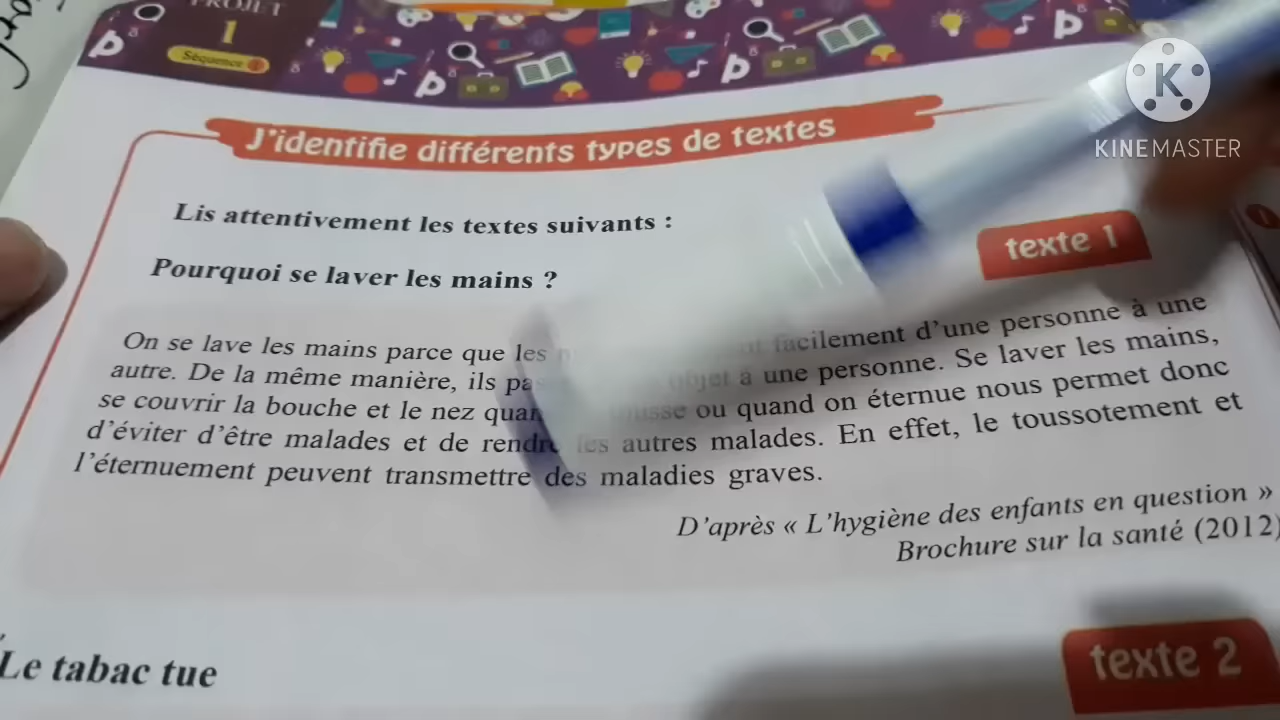 PROJET
1
Séquence 1
KINEMASTER
J'identifie différents types de textes
Lis attentivement les textes suivants :
texte 1
Pourquoi se laver les mains ?
On se lave les mains parce que les facilement d'une personne à une
autre. De la même manière, ils objet à une personne. Se laver les mains,
se couvrir la bouche et le nez ou quand on éternue nous permet donc
d'éviter d'être malades et de rendre les autres malades. En effet, le toussotement et
l'éternuement peuvent transmettre des maladies graves.
D'après « L'hygiène des enfants en question »
Brochure sur la santé (2012)
texte 2
Le tabac tue